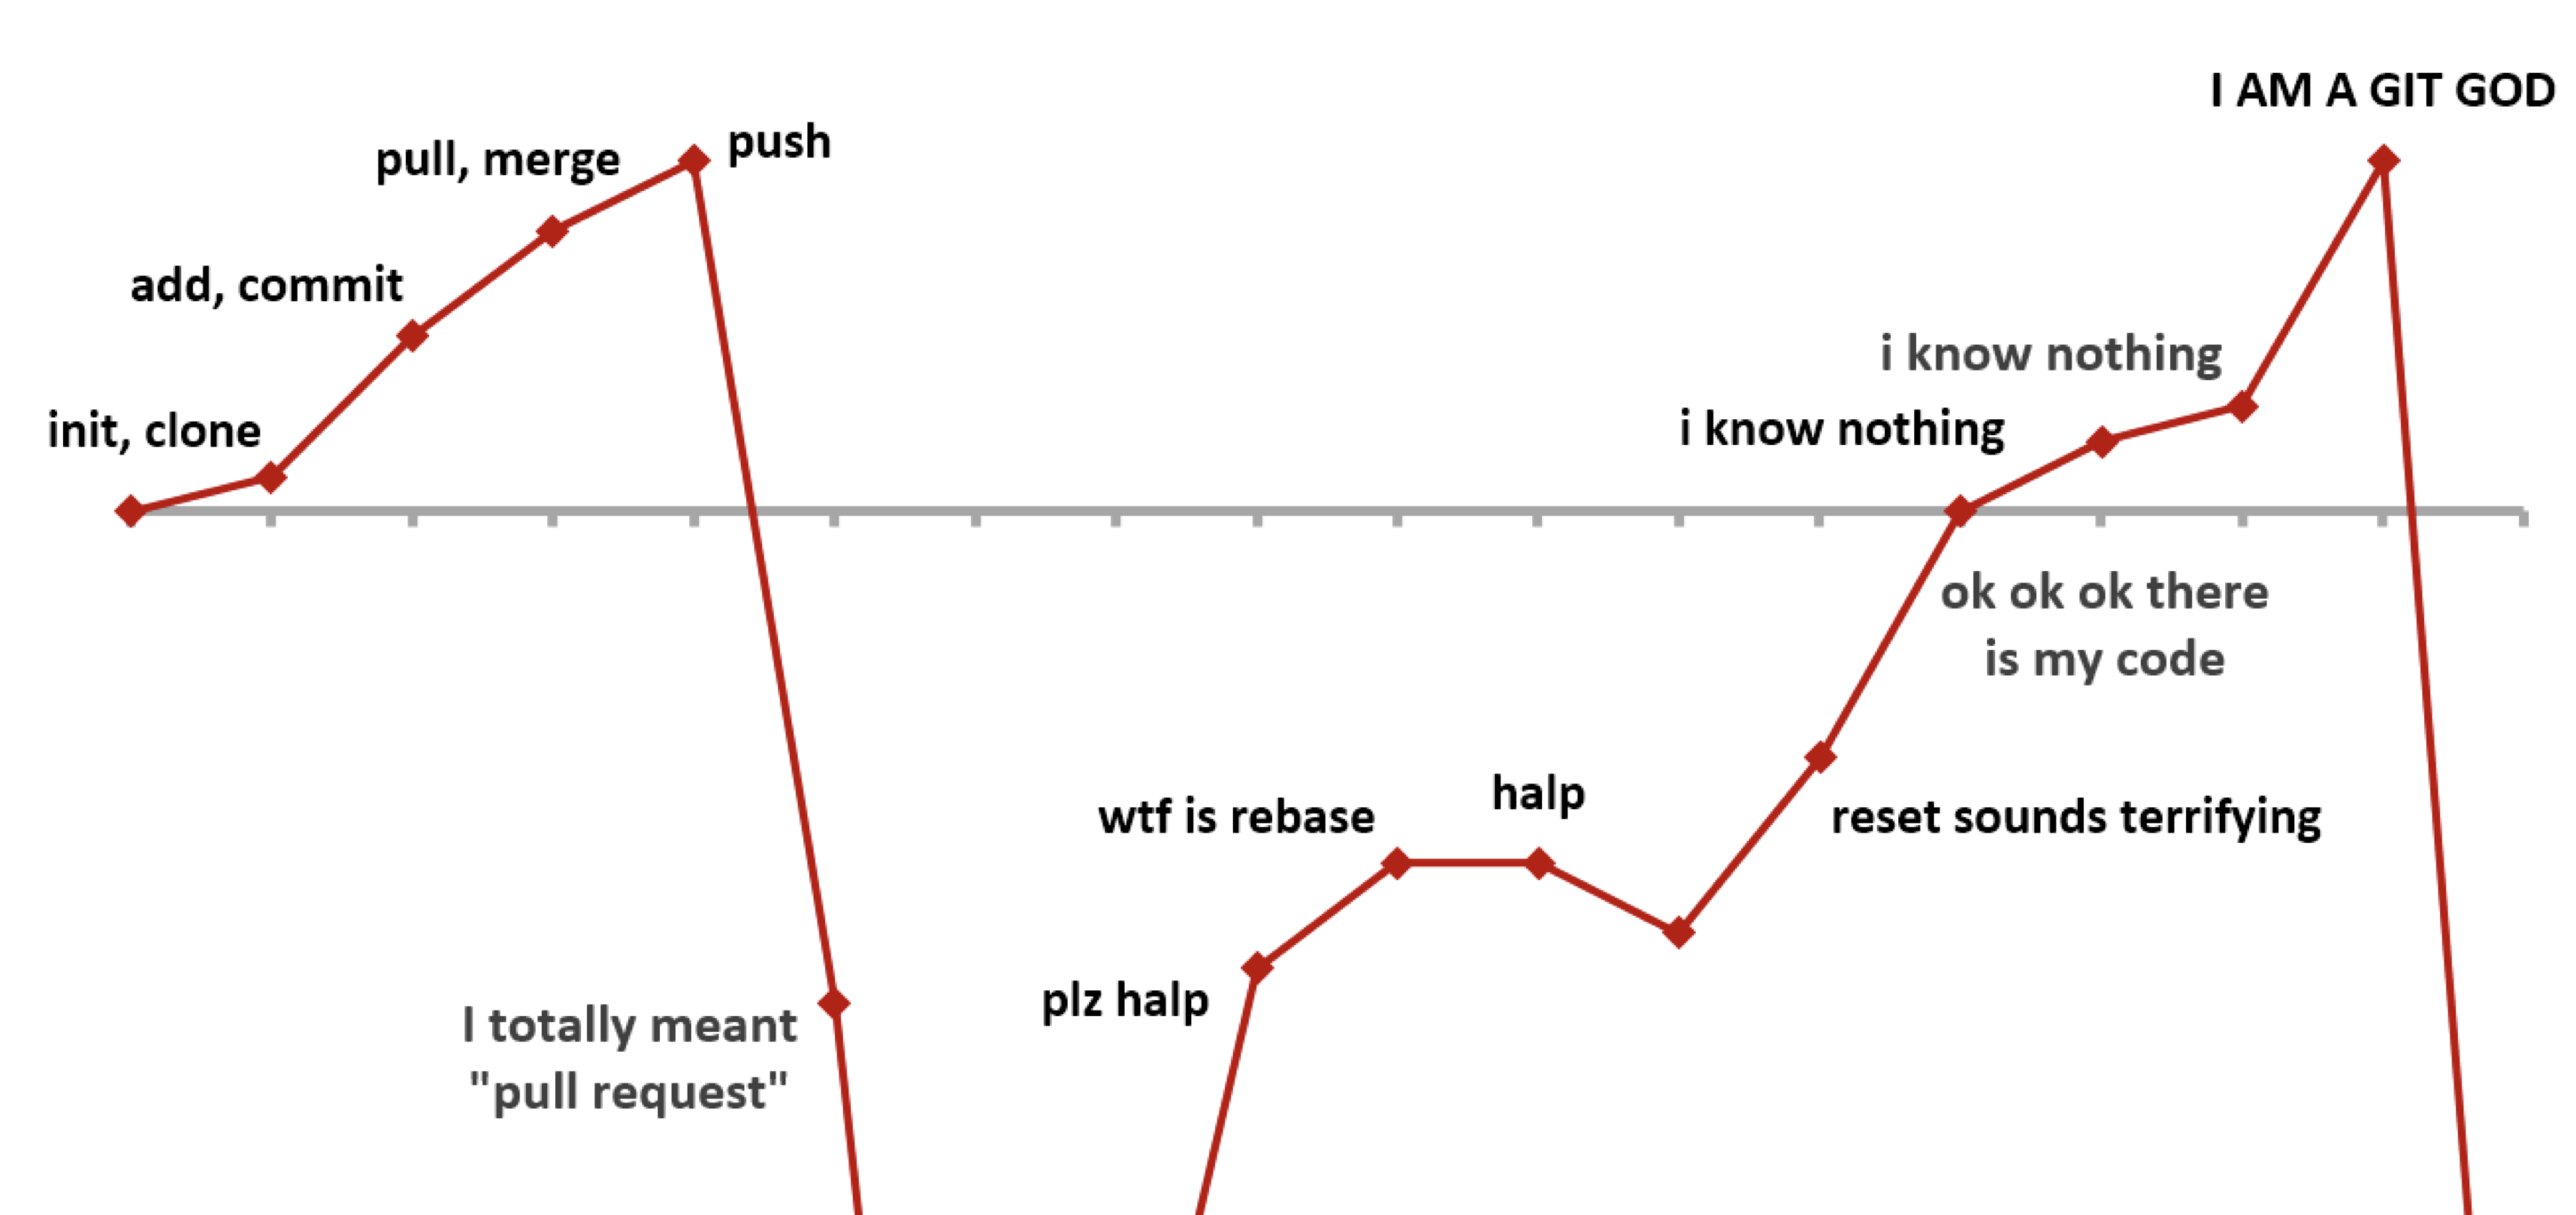 I AM A GIT GOD
push
pull, merge
add, commit
init, clone
i know nothing
i know nothing
ok ok ok there
is my code
halp
wtf is rebase
reset sounds terrifying
plz halp
I totally meant
"pull request"